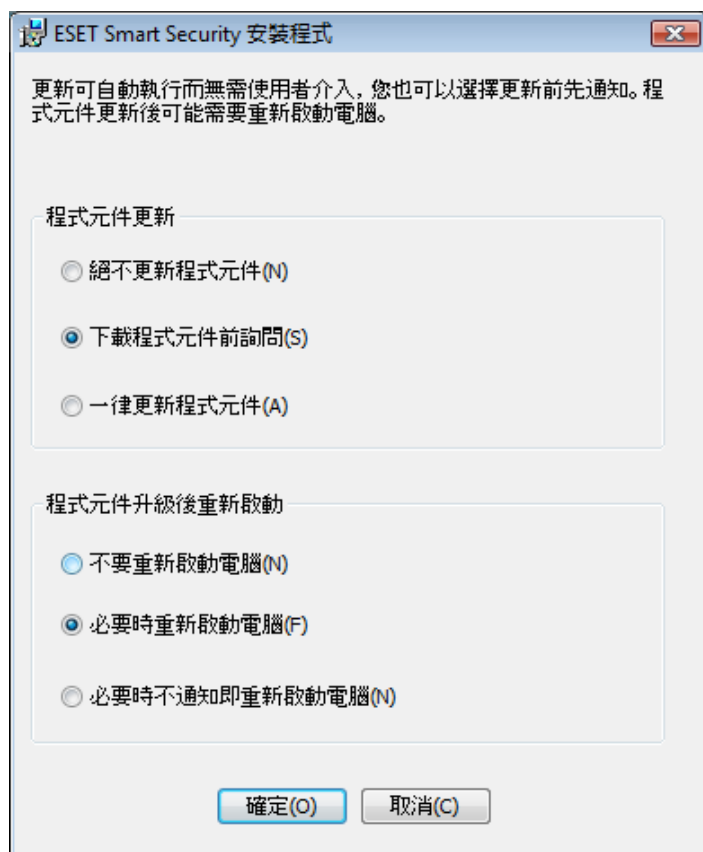 ESET Smart Security 安裝程式
更新可自動執行而無需使用者介入，您也可以選擇更新前先通知。程
式元件更新後可能需要重新啟動電腦。
程式元件更新
絕不更新程式元件(N)
下載程式元件前詢問(S)
一律更新程式元件(A)
程式元件升級後重新啟動
不要重新啟動電腦(N)
必要時重新啟動電腦(F)
必要時不通知即重新啟動電腦(N)
確定(O)
取消(C)